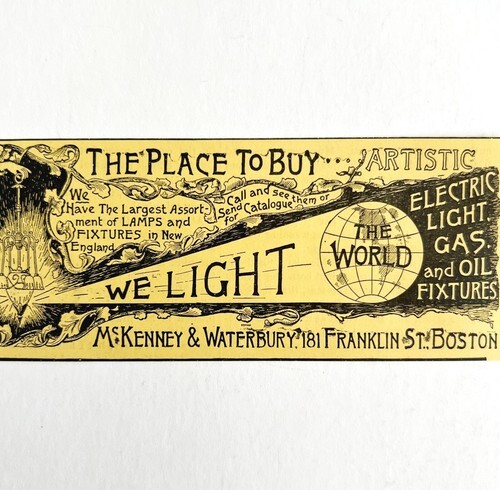 THE PLACE TO BUY... ARTISTIC
We
Have The Largest Assort-
ment of LAMPS and
FIXTURES in New
England.
Call and see them or
Send for Catalogue
ELECTRIC
LIGHT.
GAS.
and OIL
FIXTURES
WE LIGHT THE WORLD
McKENNEY & WATERBURY. 181 FRANKLIN ST., BOSTON